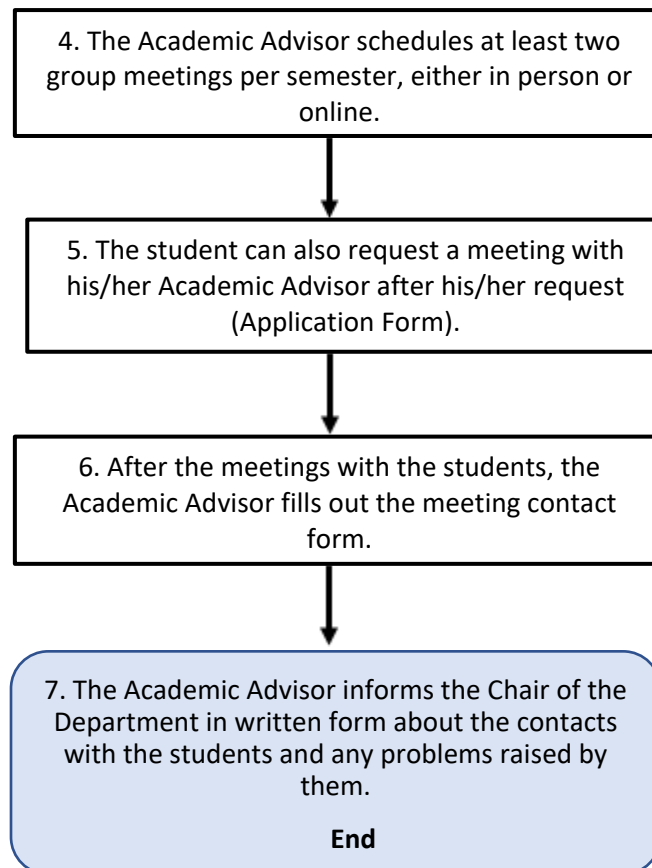 4. The Academic Advisor schedules at least two
group meetings per semester, either in person or
online.
5. The student can also request a meeting with
his/her Academic Advisor after his/her request
(Application Form).
6. After the meetings with the students, the
Academic Advisor fills out the meeting contact
form.
7. The Academic Advisor informs the Chair of the
Department in written form about the contacts
with the students and any problems raised by
them.
End